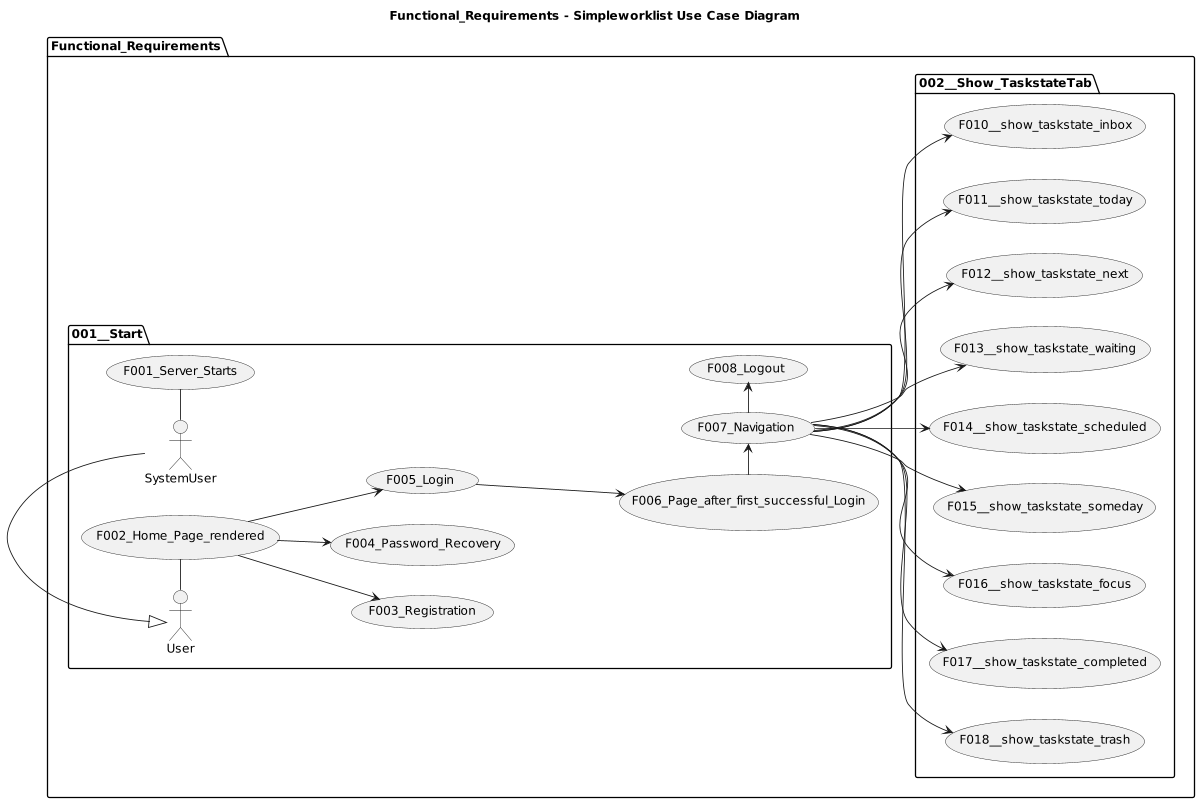 Functional_Requirements - Simpleworklist Use Case Diagram
Functional_Requirements
002__Show_TaskstateTab
F010__show_taskstate_inbox
F011__show_taskstate_today
F012__show_taskstate_next
F013__show_taskstate_waiting
F014__show_taskstate_scheduled
F015__show_taskstate_someday
F016__show_taskstate_focus
F017__show_taskstate_completed
F018__show_taskstate_trash
001__Start
F001_Server_Starts
SystemUser
F002_Home_Page_rendered
User
F005_Login
F004_Password_Recovery
F003_Registration
F008_Logout
F007_Navigation
F006_Page_after_first_successful_Login